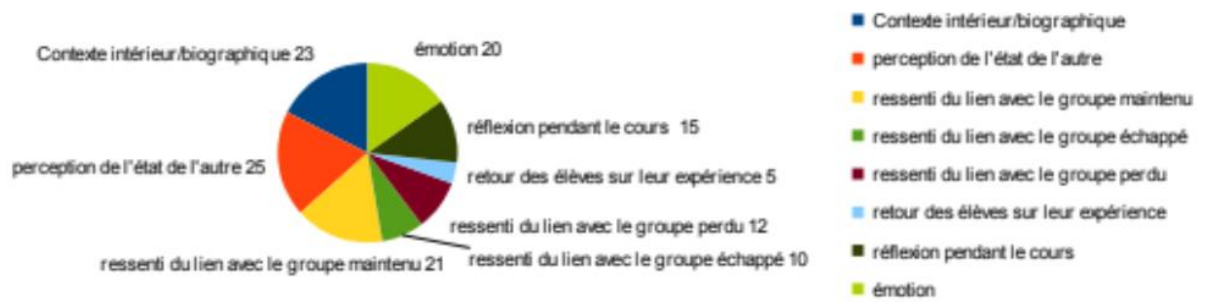 Contexte intérieur/biographique 23
émotion 20
réflexion pendant le cours 15
perception de l'état de l'autre 25
retour des élèves sur leur expérience 5
ressenti du lien avec le groupe perdu 12
ressenti du lien avec le groupe maintenu 21
ressenti du lien avec le groupe échappé 10
Contexte intérieur/biographique
perception de l'état de l'autre
ressenti du lien avec le groupe maintenu
ressenti du lien avec le groupe échappé
ressenti du lien avec le groupe perdu
retour des élèves sur leur expérience
réflexion pendant le cours
émotion